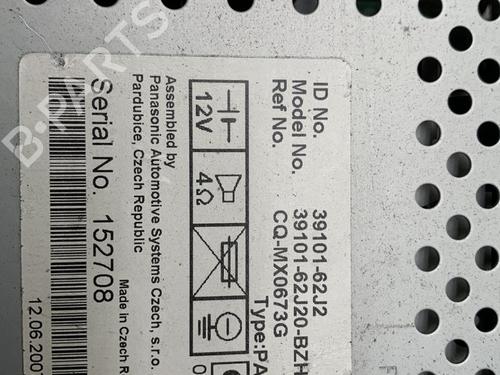 ID No. 39101-62J2
Model No. 39101-62J20-BZH
Ref No. CQ-MX0673G
Type:PA
12V
4Ω
0
Assembled by
Panasonic Automotive Systems Czech, s.r.o.
Pardubice, Czech Republic
Made in Czech R
Serial No. 152708
12.06.200
B-PARTS